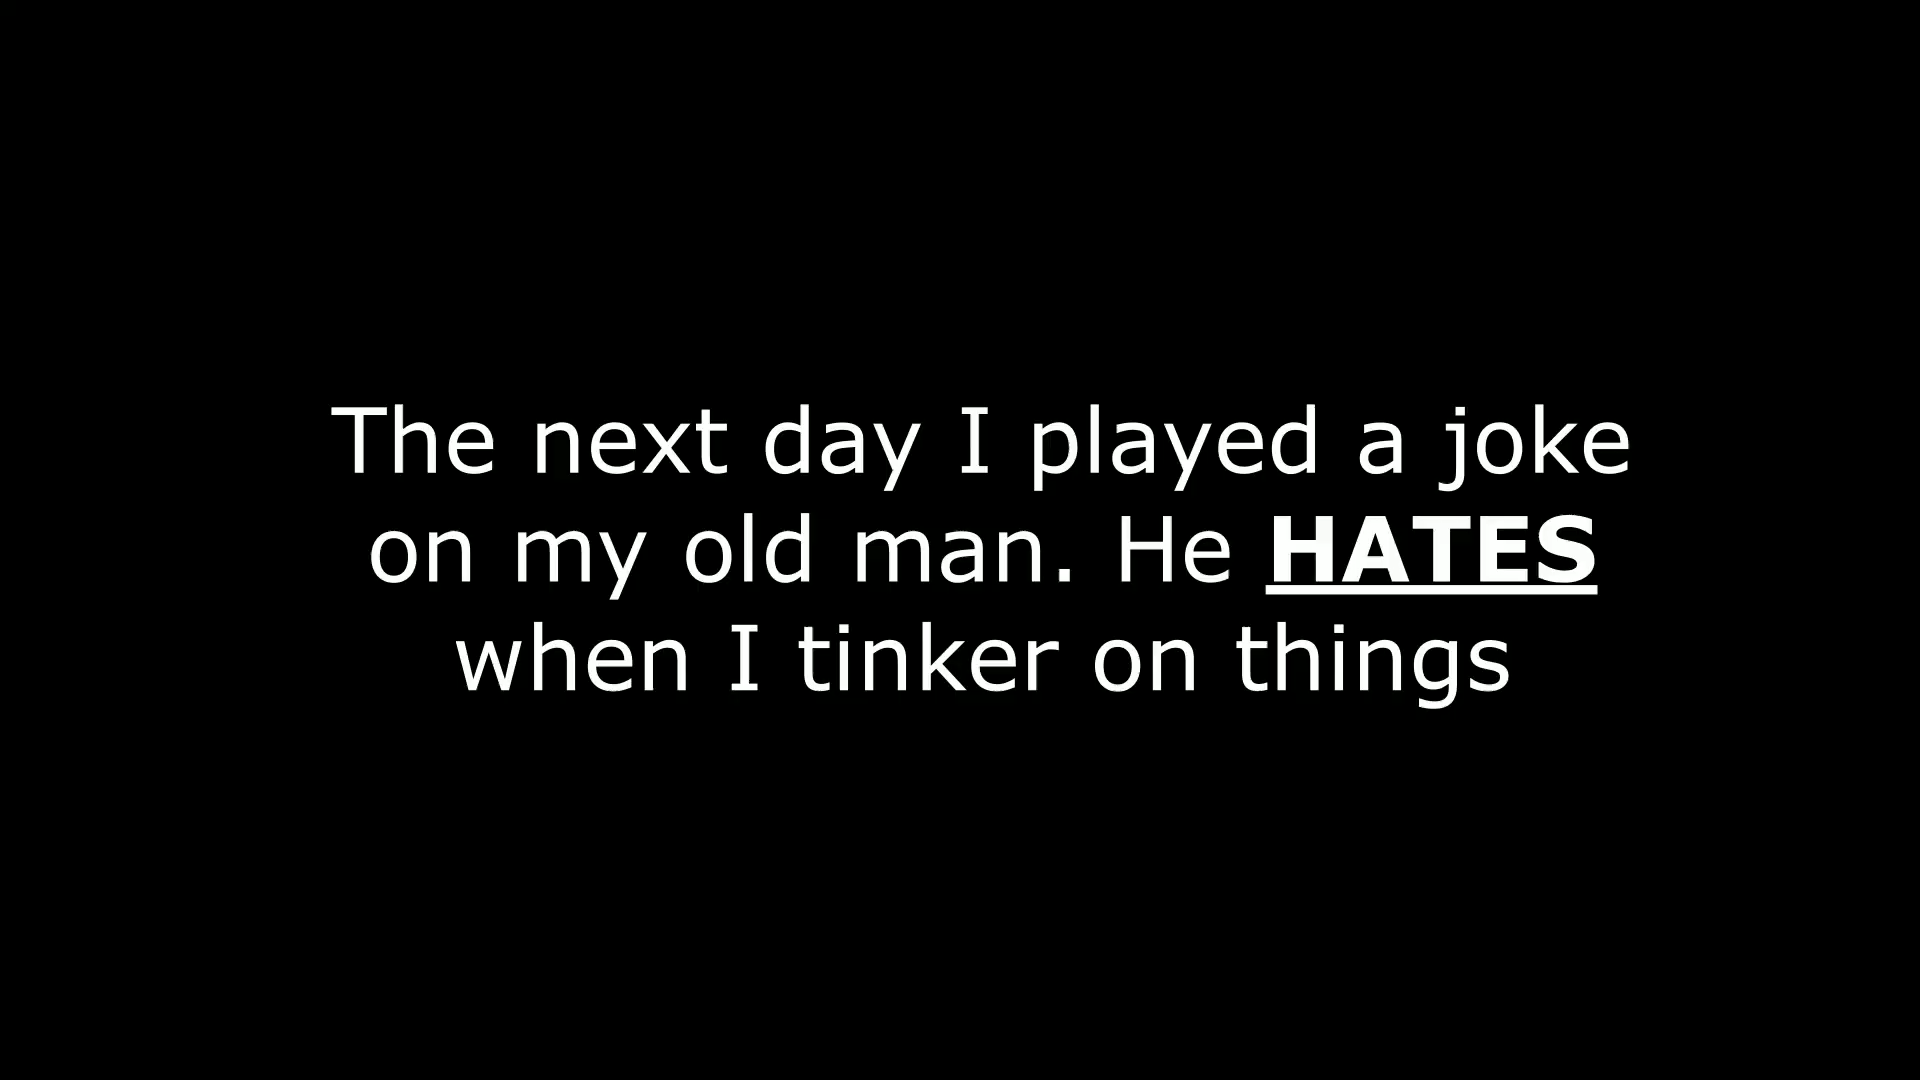 The next day I played a joke
on my old man. He HATES
when I tinker on things